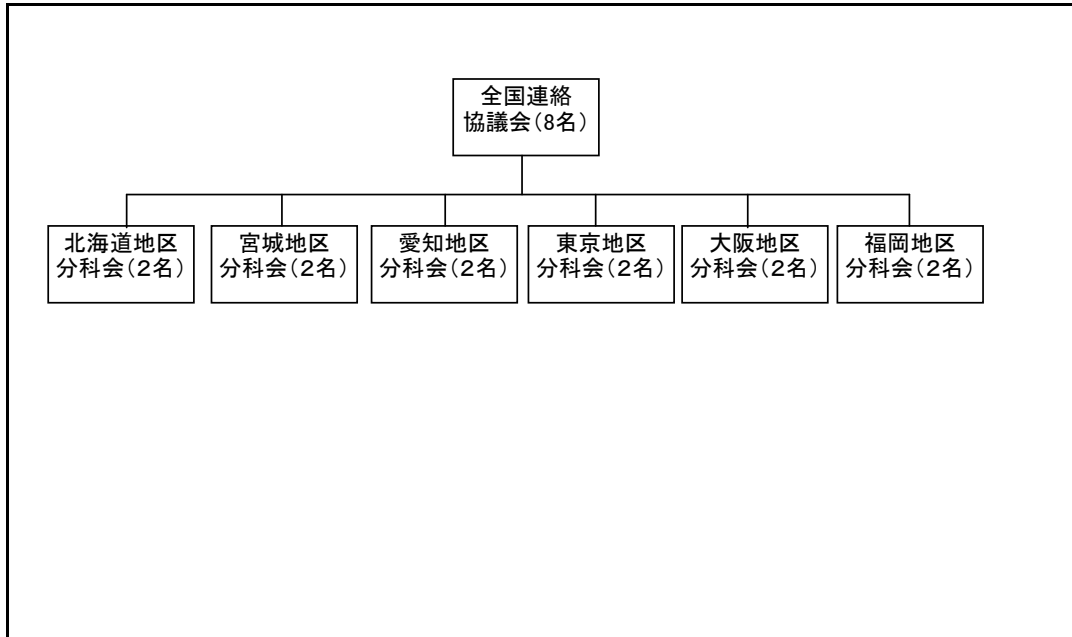 全国連絡
協議会（8名）
北海道地区
分科会（２名）
宮城地区
分科会（２名）
愛知地区
分科会（２名）
東京地区
分科会（２名）
大阪地区
分科会（２名）
福岡地区
分科会（２名）